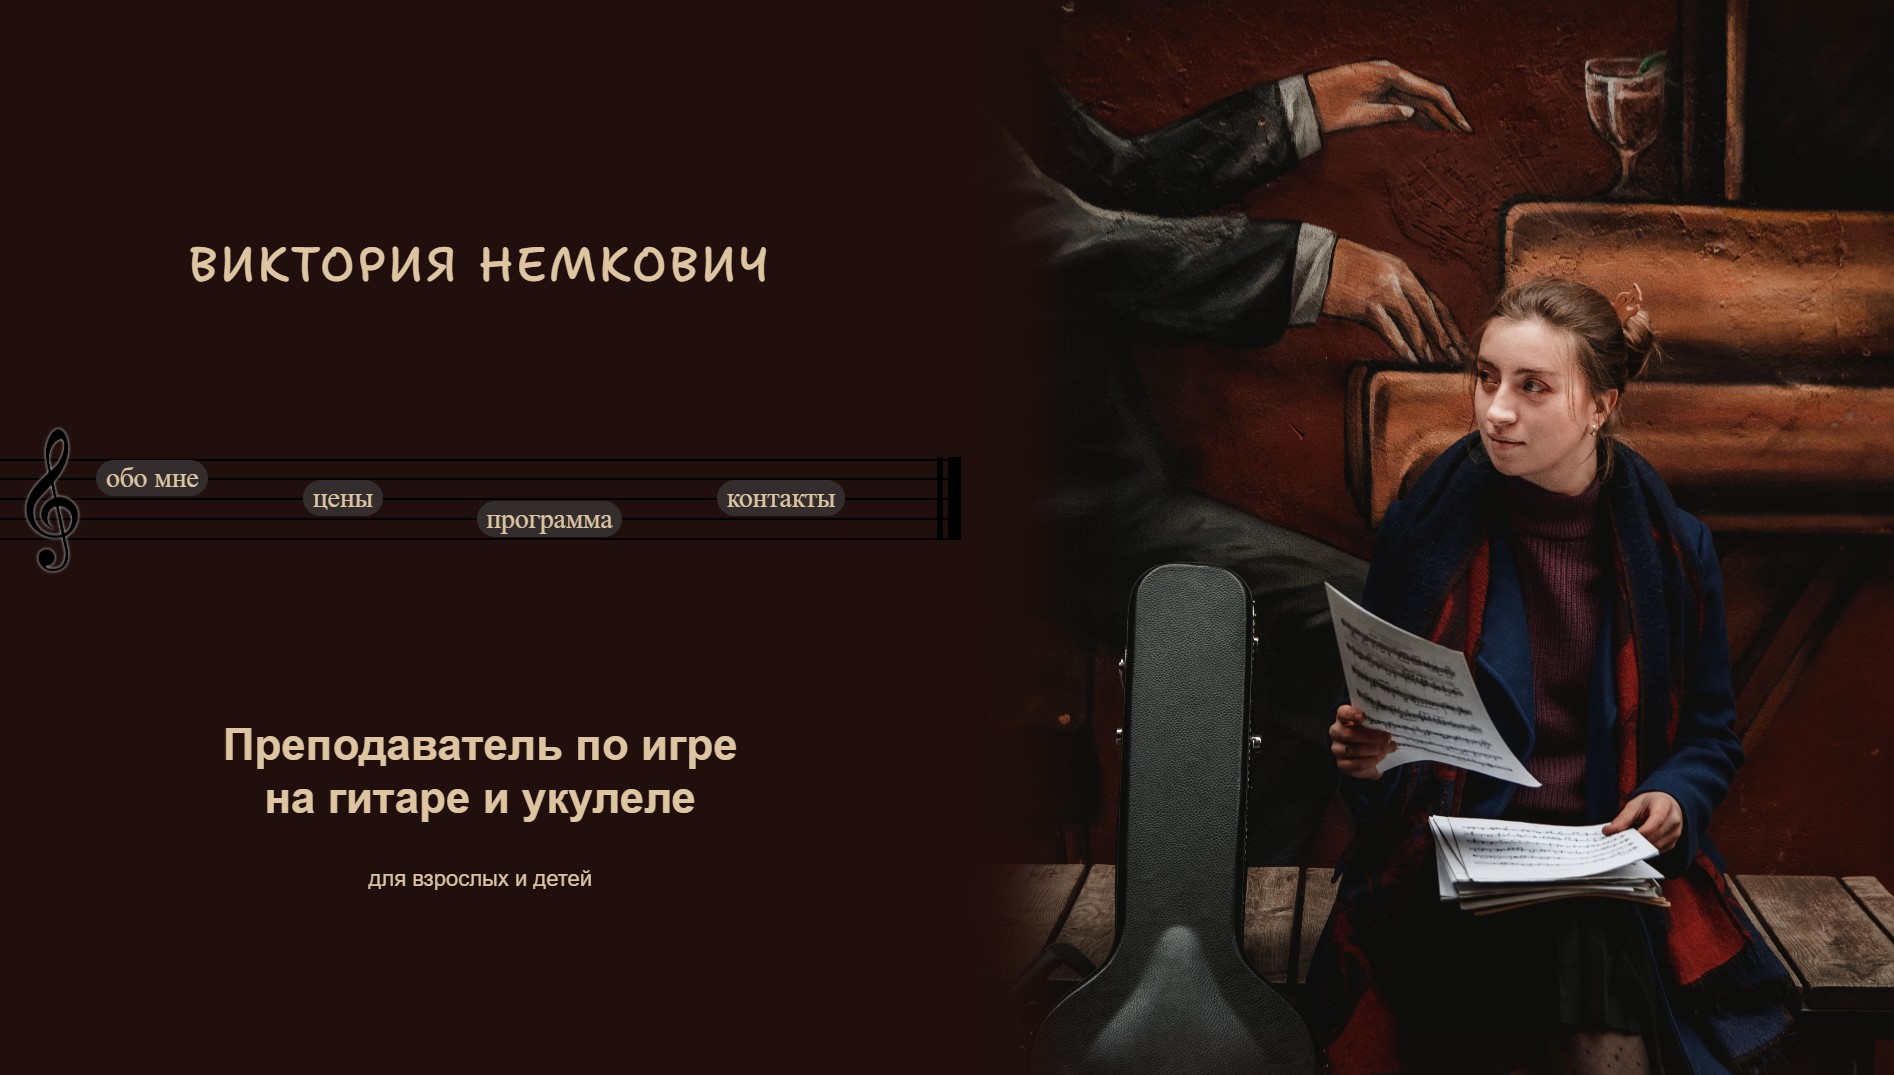 ВИКТОРИЯ НЕМКОВИЧ
обо мне
цены
программа
контакты
Преподаватель по игре
на гитаре и укулеле
для взрослых и детей